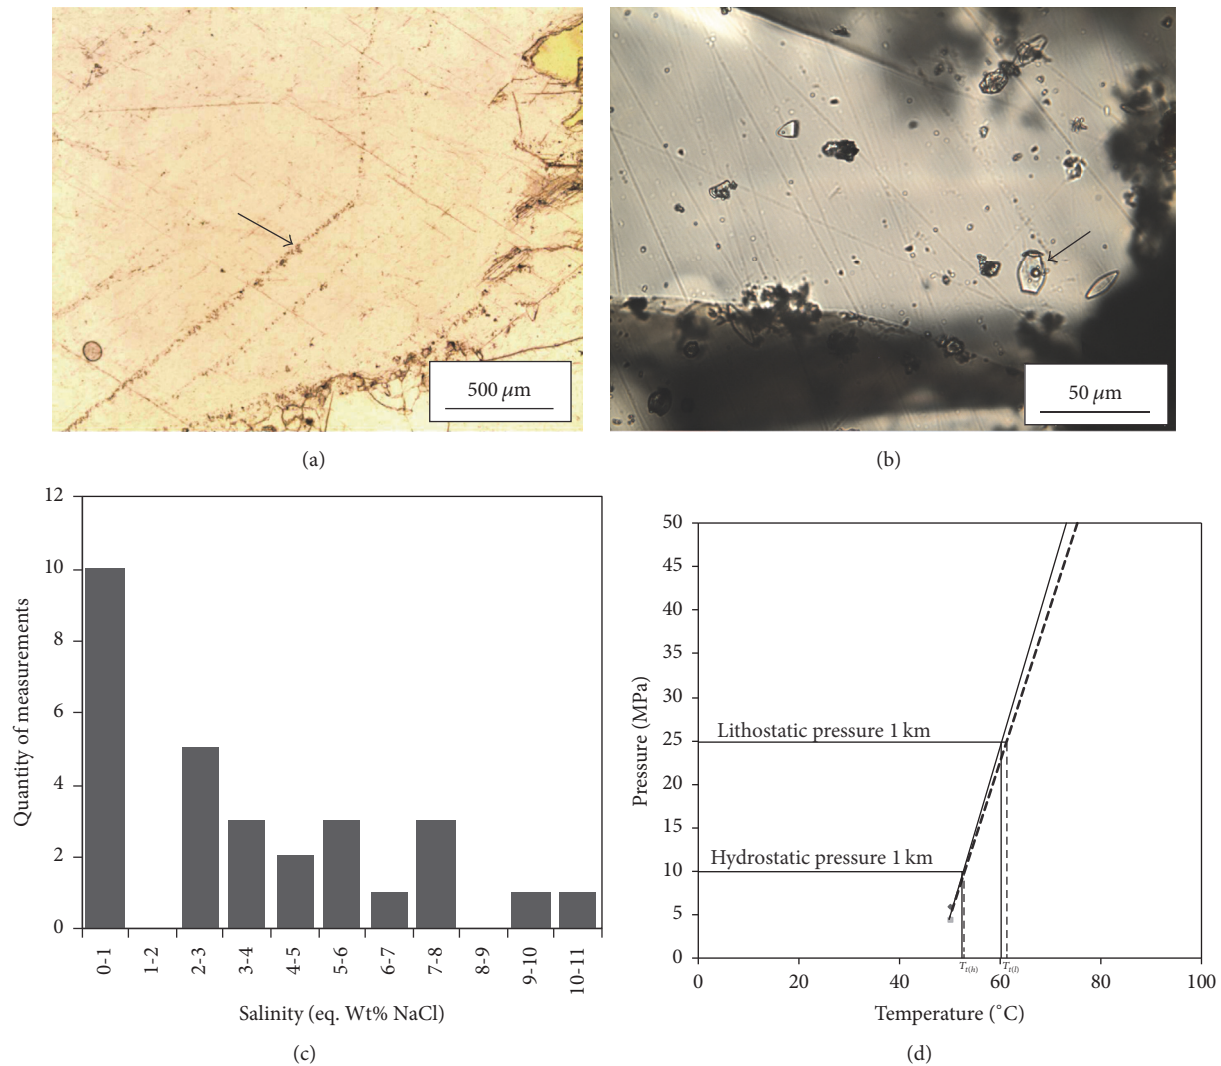 500 μm
50 μm
(a)
(b)
12
10
8
6
4
2
0
Quantity of measurements
0-1
1-2
2-3
3-4
4-5
5-6
6-7
7-8
8-9
9-10
10-11
Salinity (eq. Wt% NaCl)
(c)
50
45
40
35
30
25
20
15
10
5
0
Pressure (MPa)
Lithostatic pressure 1 km
Hydrostatic pressure 1 km
T t(h)
T t(l)
0
20
40
60
80
100
Temperature (°C)
(d)